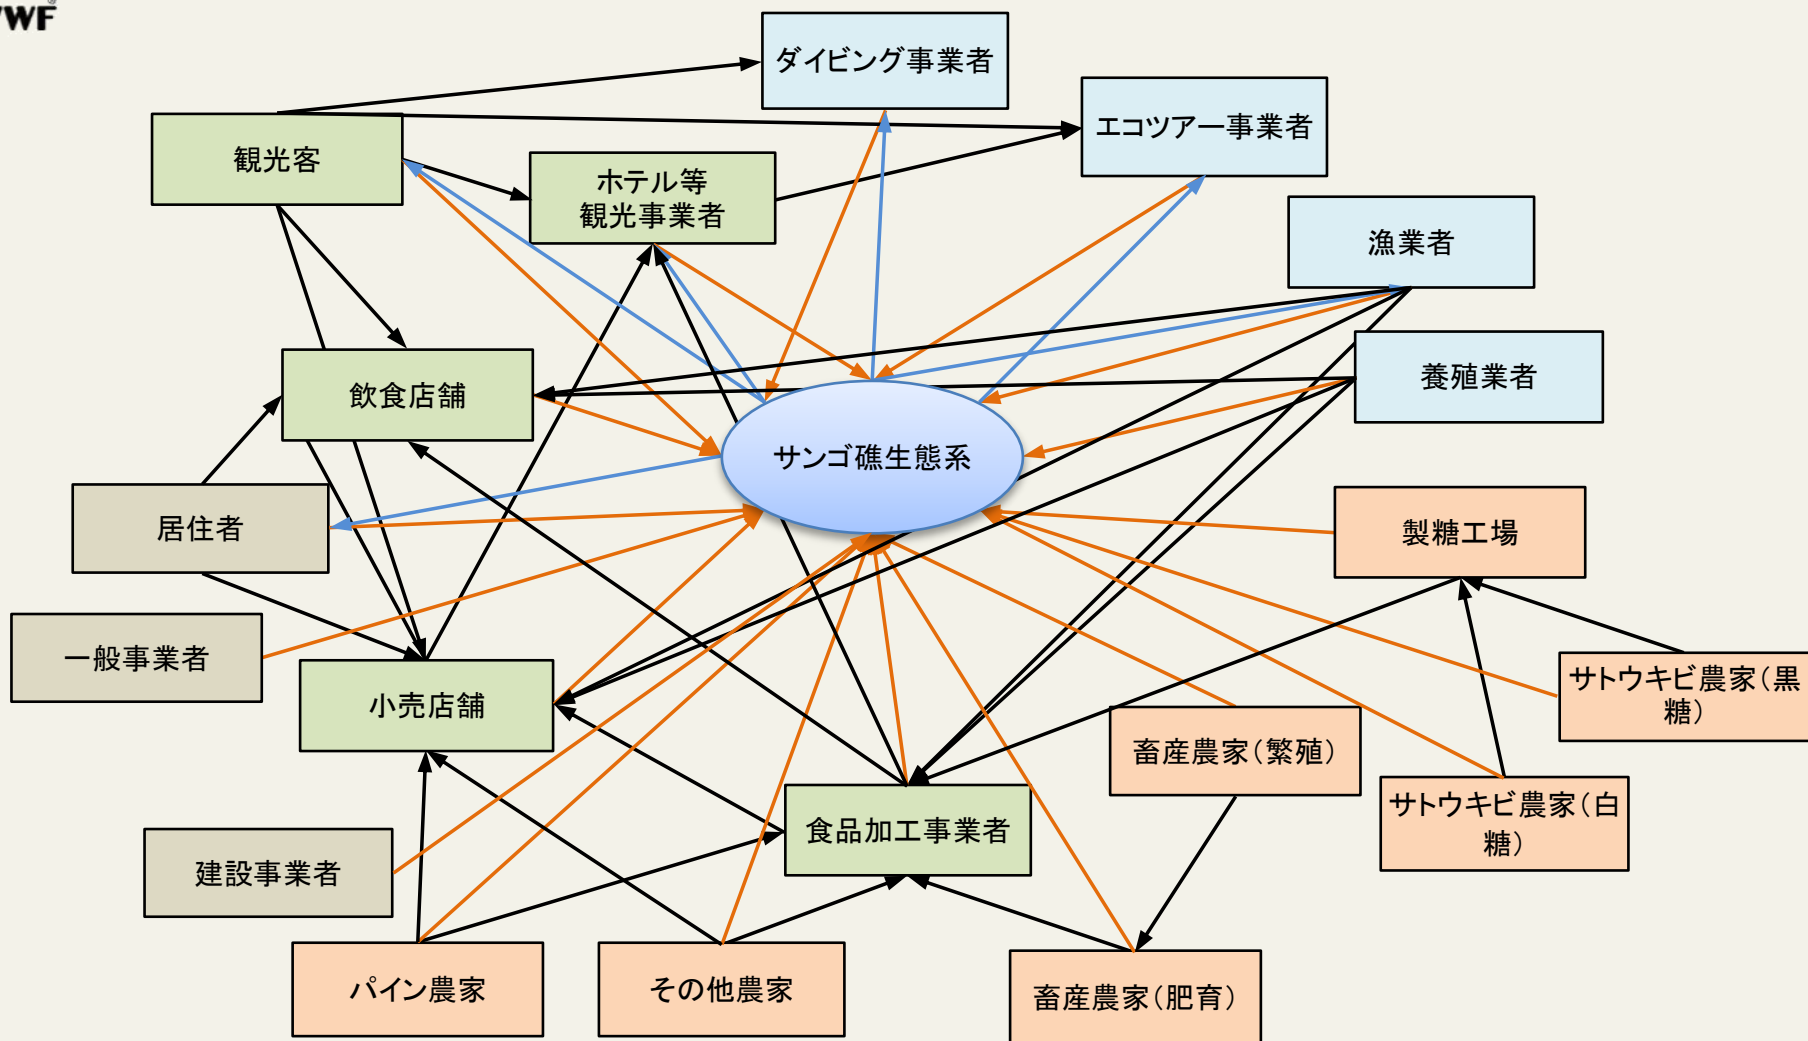 WWF
ダイビング事業者
エコツアー事業者
観光客
ホテル等
観光事業者
漁業者
養殖業者
飲食店舗
サンゴ礁生態系
居住者
製糖工場
一般事業者
小売店舗
サトウキビ農家(黒
糖)
畜産農家(繁殖)
サトウキビ農家(白
糖)
食品加工事業者
建設事業者
パイン農家
その他農家
畜産農家(肥育)